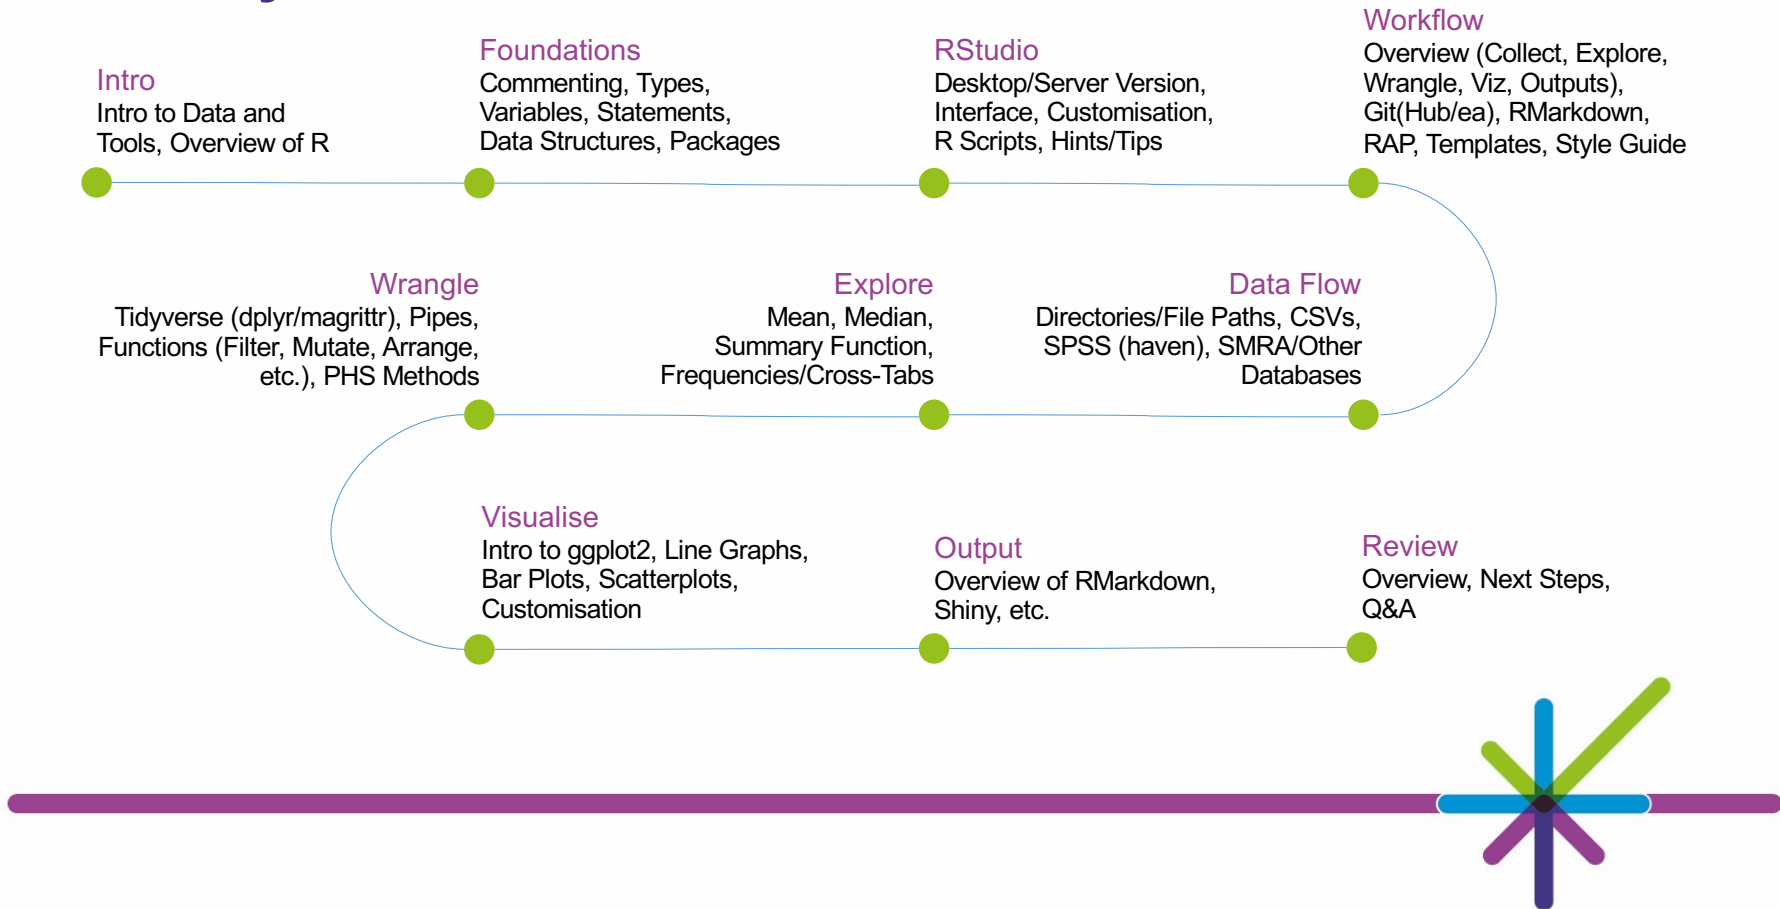 Intro
Intro to Data and
Tools, Overview of R
Foundations
Commenting, Types,
Variables, Statements,
Data Structures, Packages
RStudio
Desktop/Server Version,
Interface, Customisation,
R Scripts, Hints/Tips
Workflow
Overview (Collect, Explore,
Wrangle, Viz, Outputs),
Git(Hub/ea), RMarkdown,
RAP, Templates, Style Guide
Data Flow
Directories/File Paths, CSVs,
SPSS (haven), SMRA/Other
Databases
Explore
Mean, Median,
Summary Function,
Frequencies/Cross-Tabs
Wrangle
Tidyverse (dplyr/magrittr), Pipes,
Functions (Filter, Mutate, Arrange,
etc.), PHS Methods
Visualise
Intro to ggplot2, Line Graphs,
Bar Plots, Scatterplots,
Customisation
Output
Overview of RMarkdown,
Shiny, etc.
Review
Overview, Next Steps,
Q&A